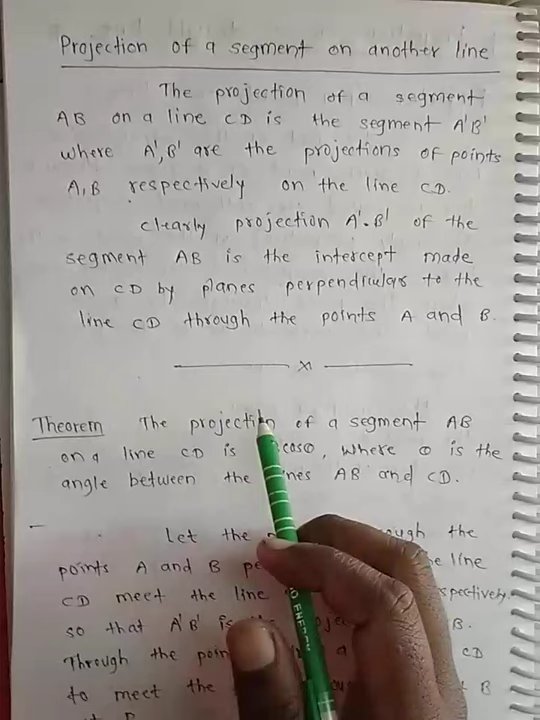 Projection of a segment on another line
The projection of a segment
AB on a line CD is the segment A'B'
where A', B' are the projections of points
A, B respectively on the line CD.
clearly projection A'.B' of the
segment AB is the intercept made
on CD by planes perpendicular to the
line CD through the points A and B.
x
Theorem The projection of a segment AB
on a line CD is cosθ, where θ is the
angle between the AB and CD.
Let the the
points A and B line
CD meet the line
so that A'B' B.
Through the CD
to meet the B